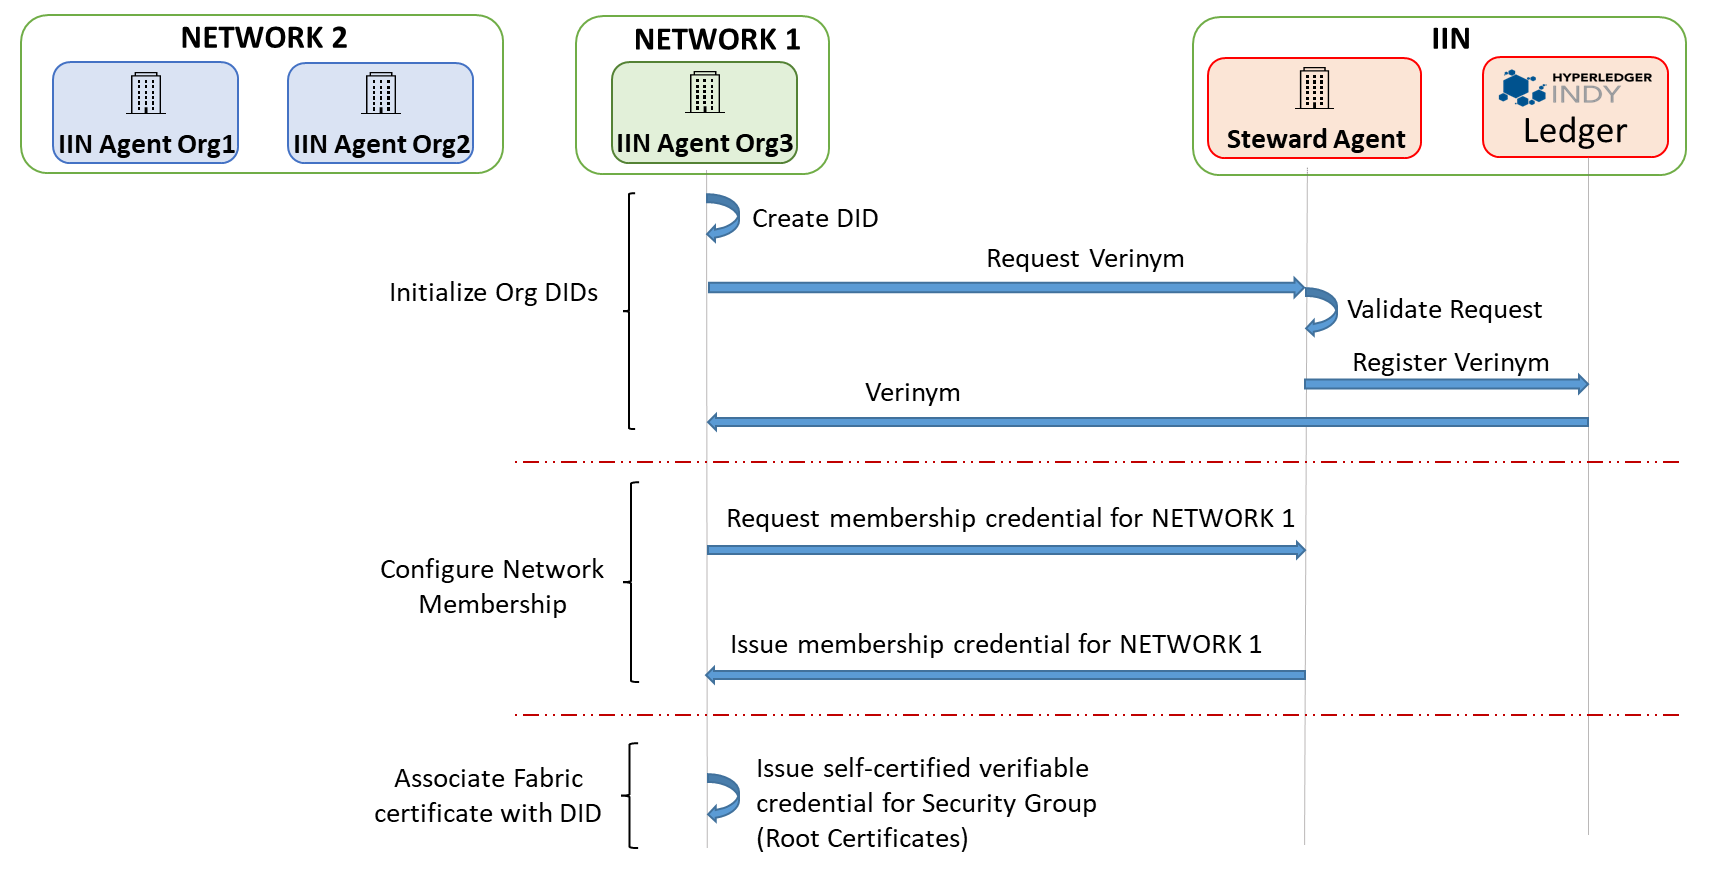 NETWORK 2
IIN Agent Org1
IIN Agent Org2
NETWORK 1
IIN Agent Org3
IIN
Steward Agent
HYPERLEDGER
INDY
Ledger
Initialize Org DIDs
Create DID
Request Verinym
Validate Request
Register Verinym
Verinym
Configure Network
Membership
Request membership credential for NETWORK 1
Issue membership credential for NETWORK 1
Associate Fabric
certificate with DID
Issue self-certified verifiable
credential for Security Group
(Root Certificates)